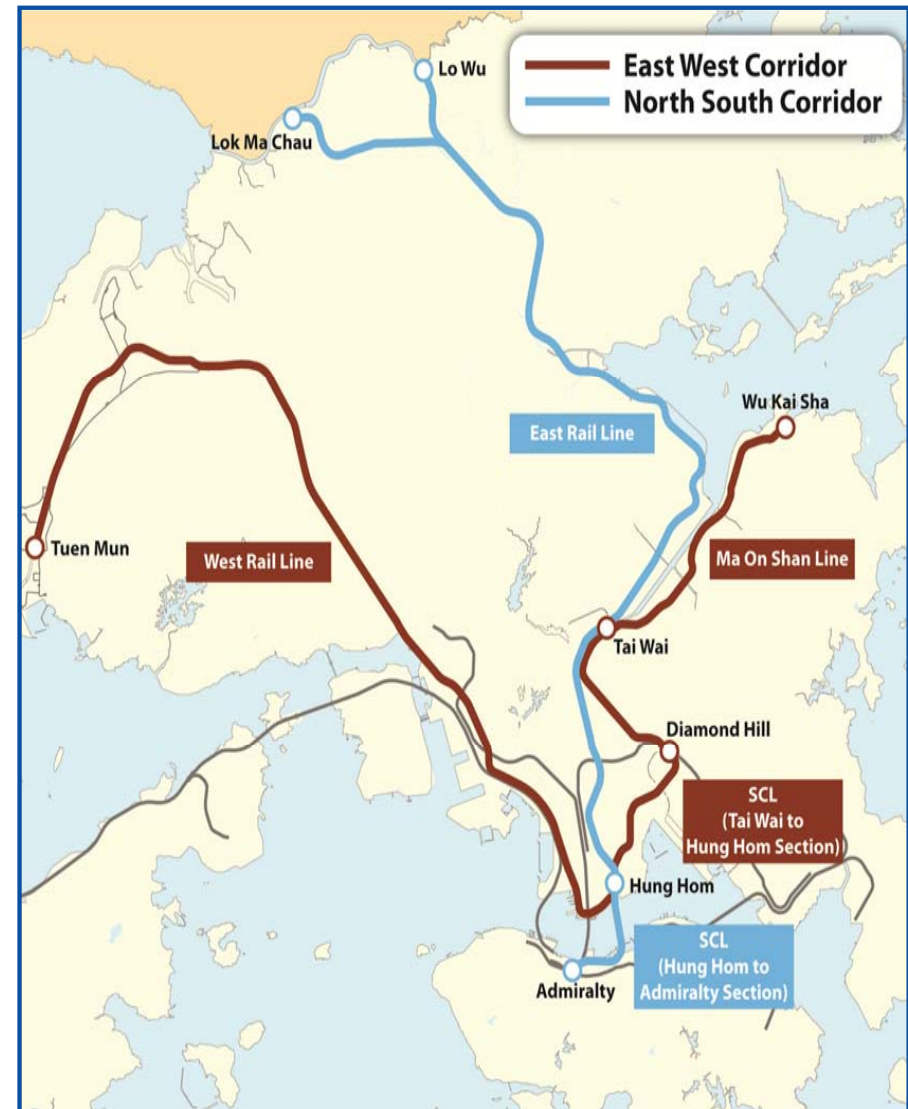 East West Corridor
North South Corridor
Lo Wu
Lok Ma Chau
Wu Kai Sha
East Rail Line
Tuen Mun
West Rail Line
Ma On Shan Line
Tai Wai
Diamond Hill
SCL
(Tai Wai to
Hung Hom Section)
Hung Hom
SCL
(Hung Hom to
Admiralty Section)
Admiralty